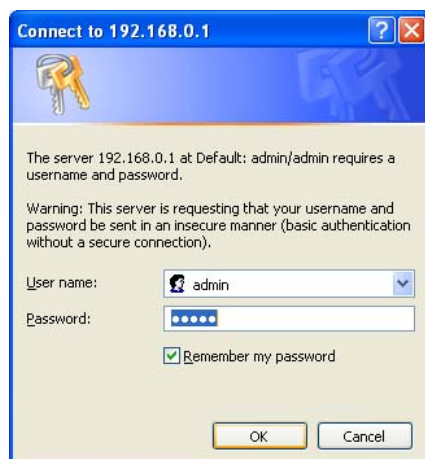 Connect to 192.168.0.1
The server 192.168.0.1 at Default: admin/admin requires a
username and password.
Warning: This server is requesting that your username and
password be sent in an insecure manner (basic authentication
without a secure connection).
User name:
admin
Password:
Remember my password
OK
Cancel